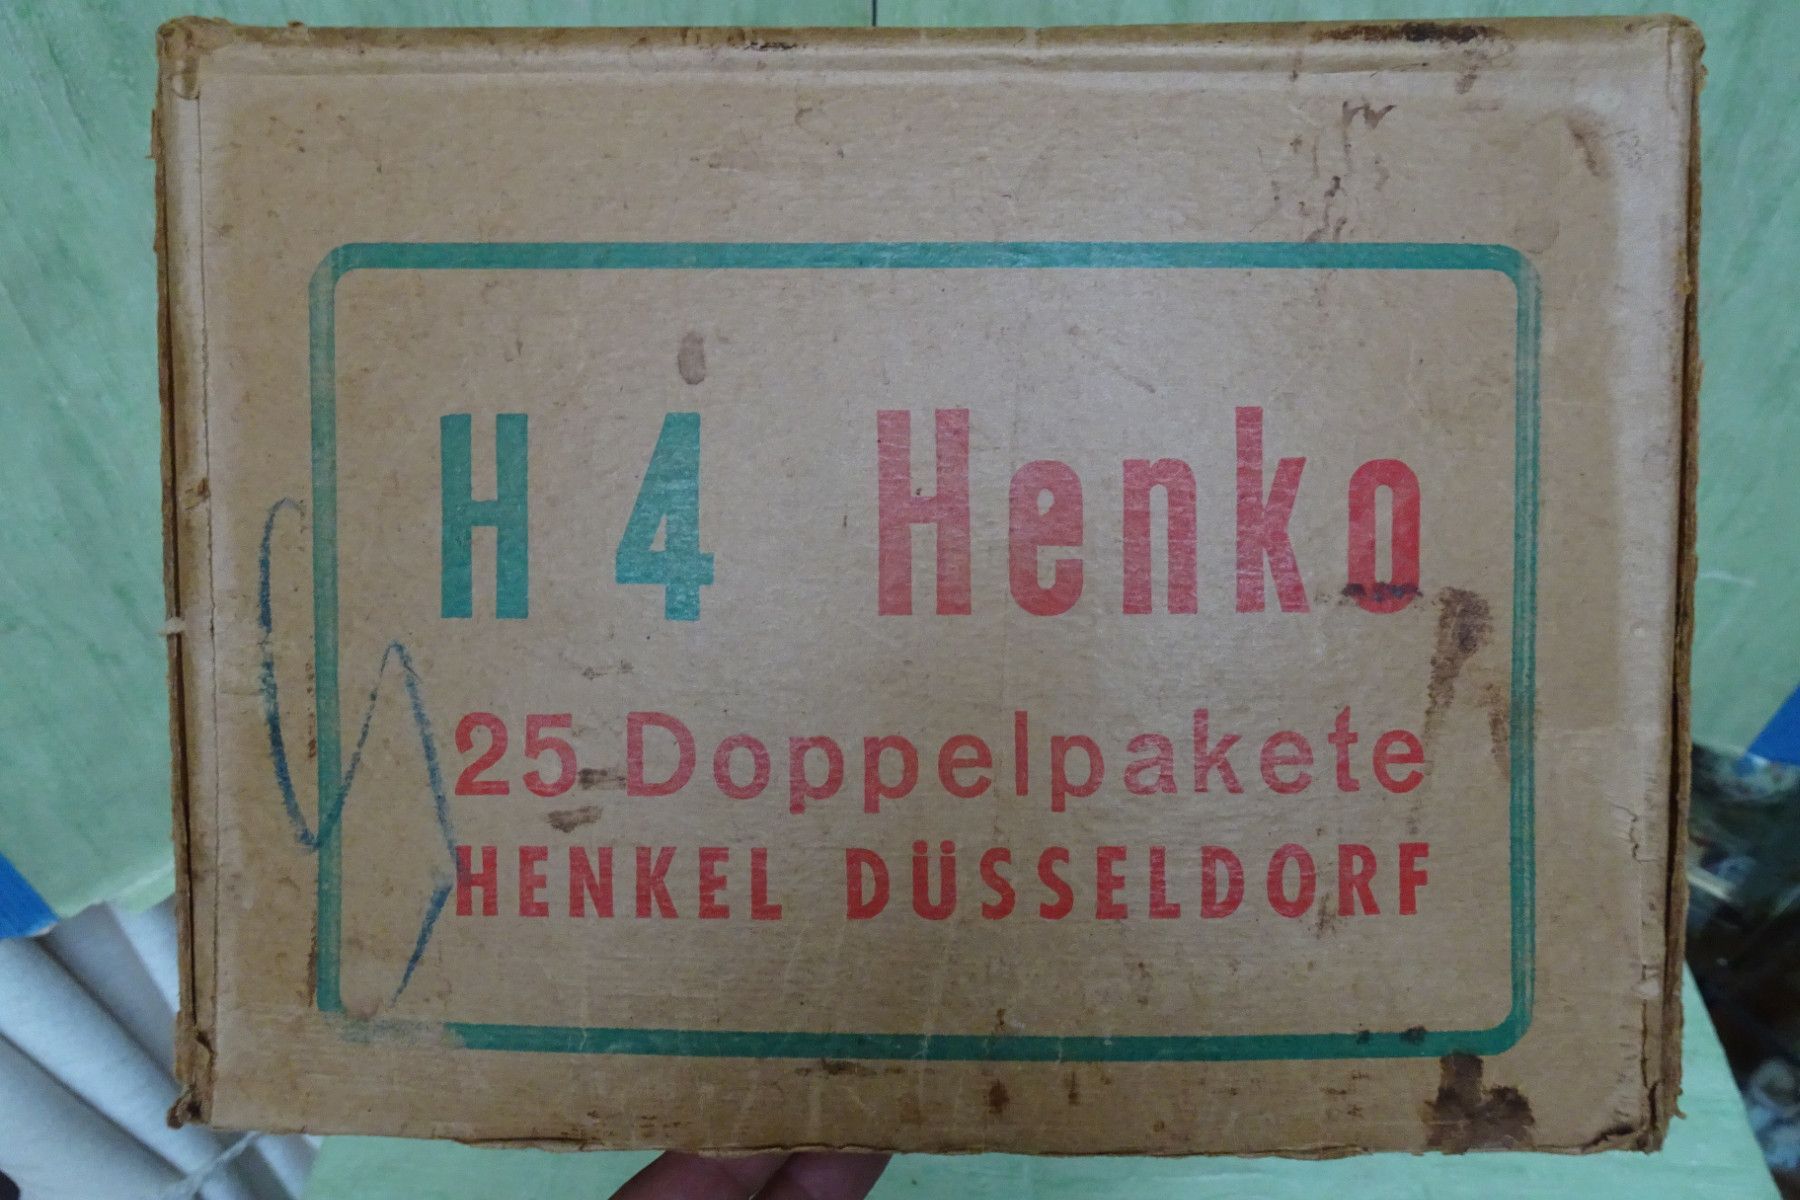 H 4 Henko
25 Doppelpakete
HENKEL DÜSSELDORF